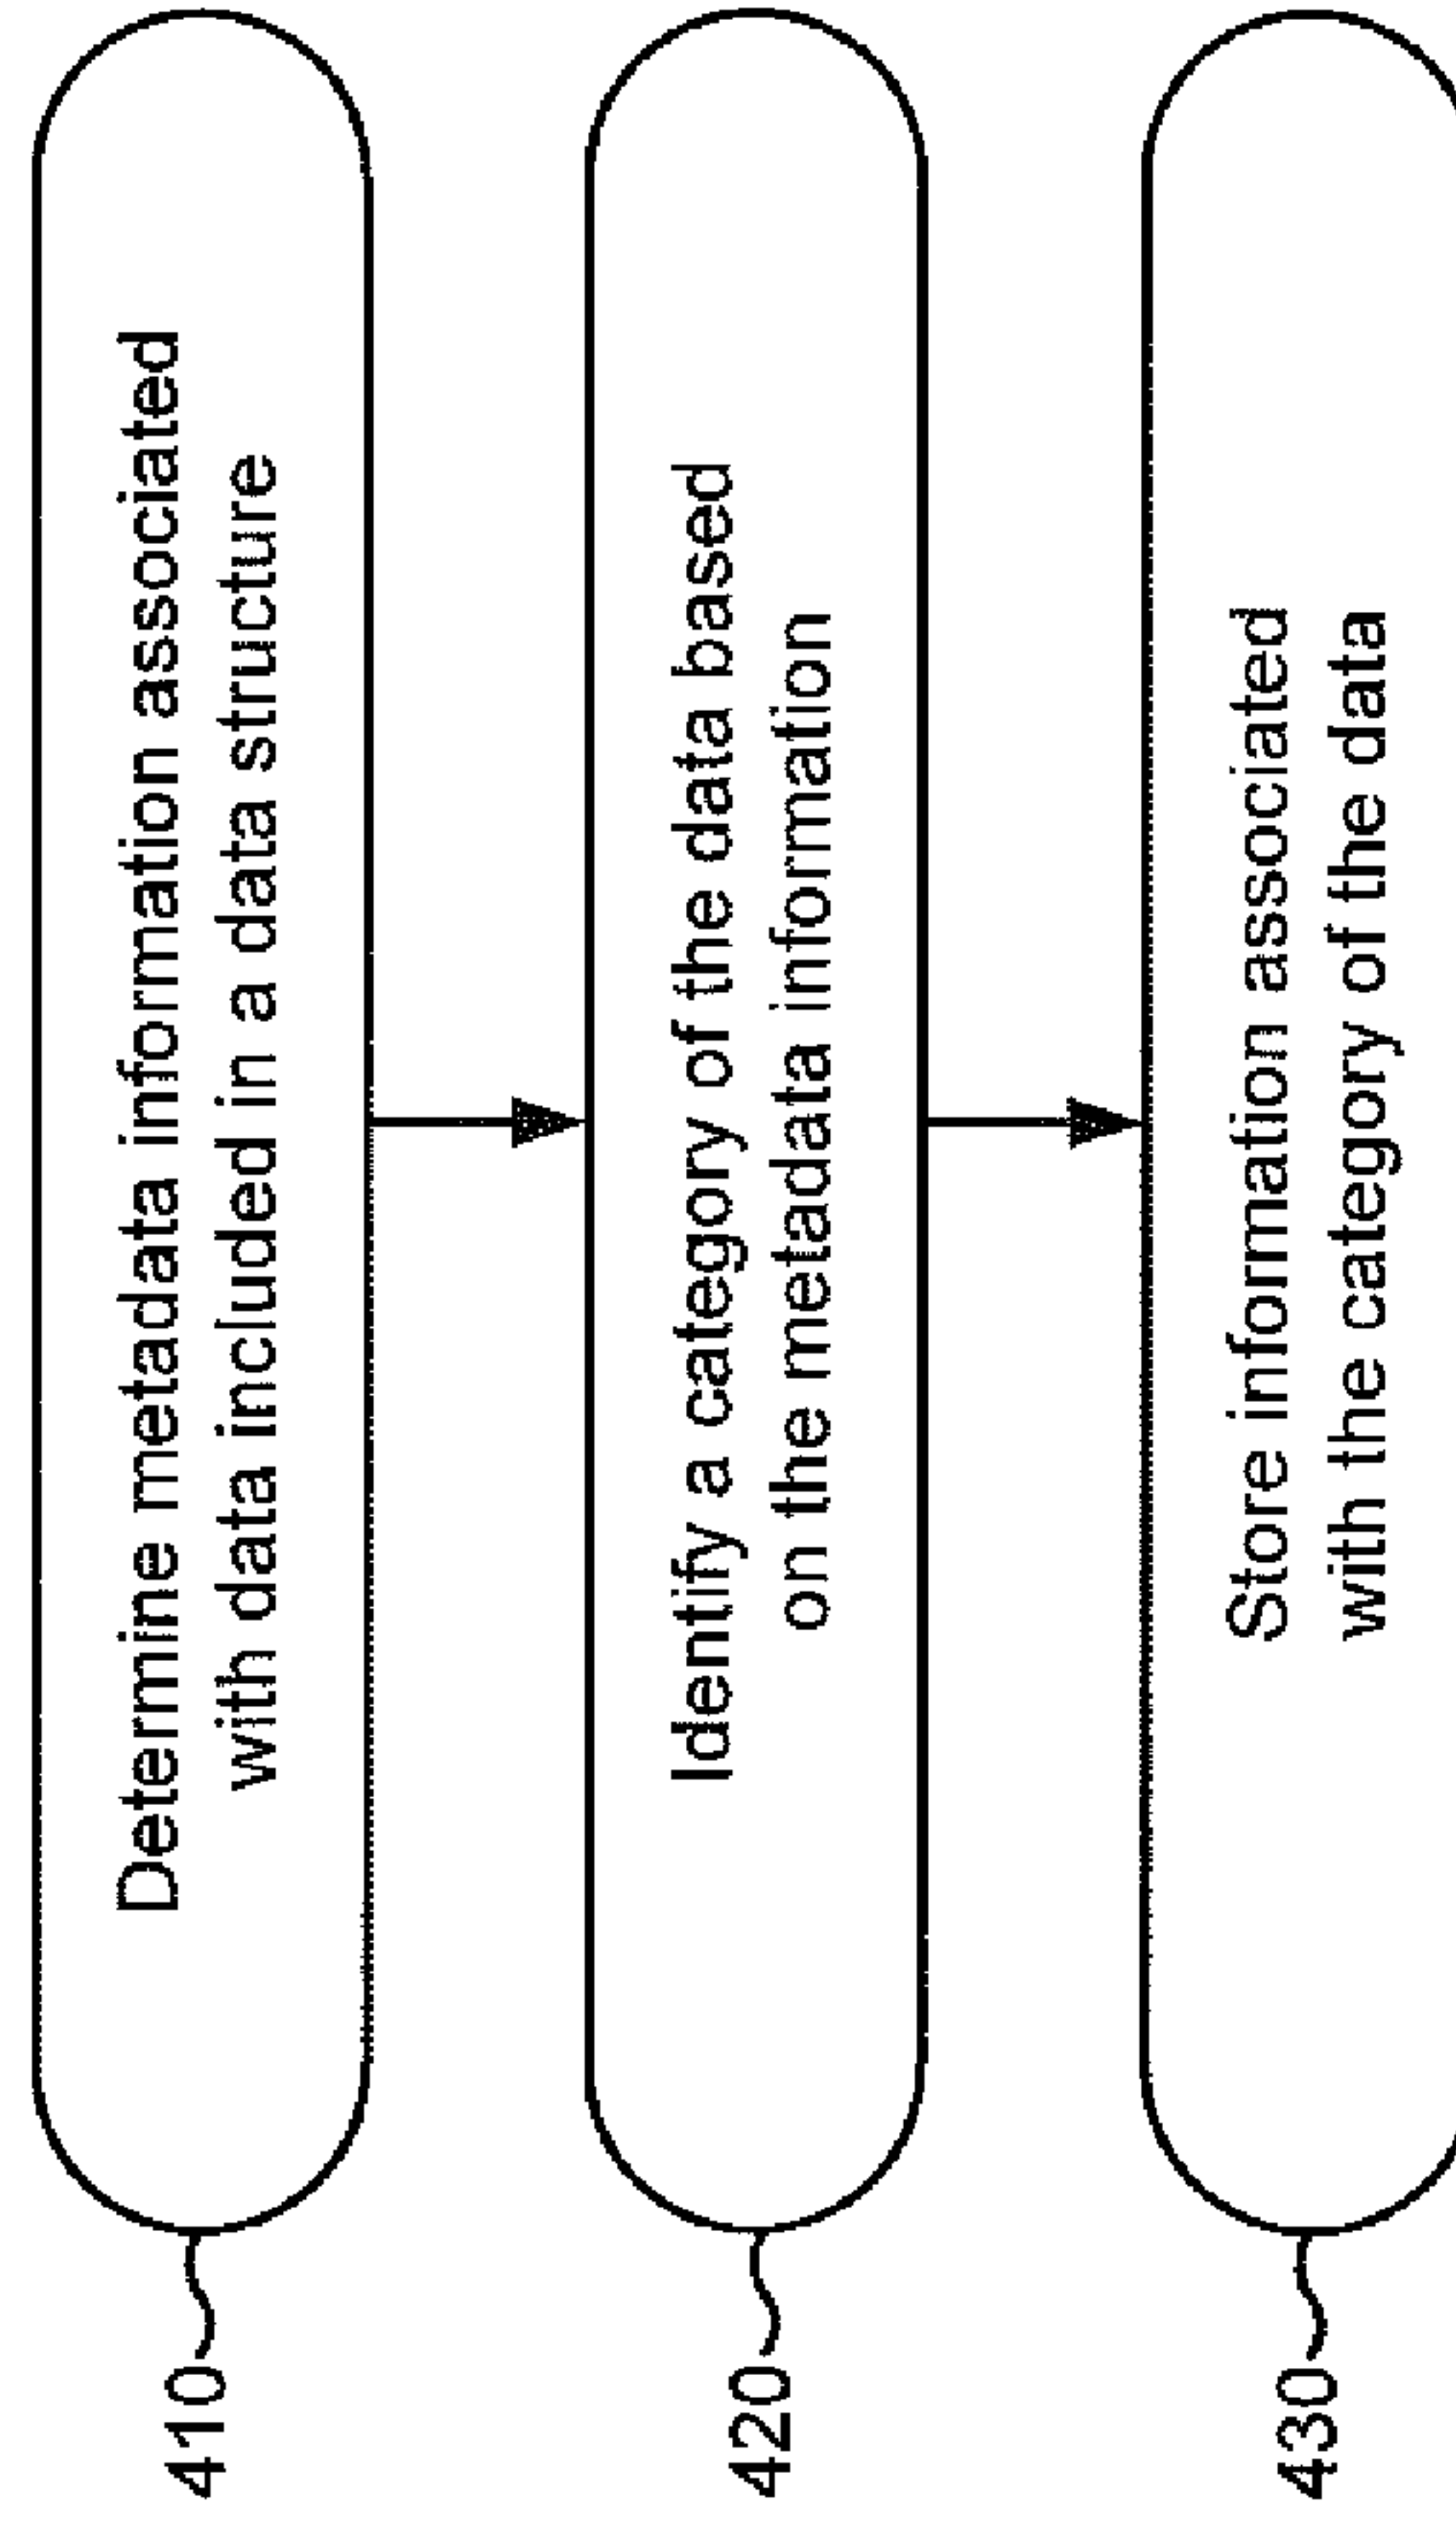 410
Determine metadata information associated
with data included in a data structure
420
Identify a category of the data based
on the metadata information
430
Store information associated
with the category of the data